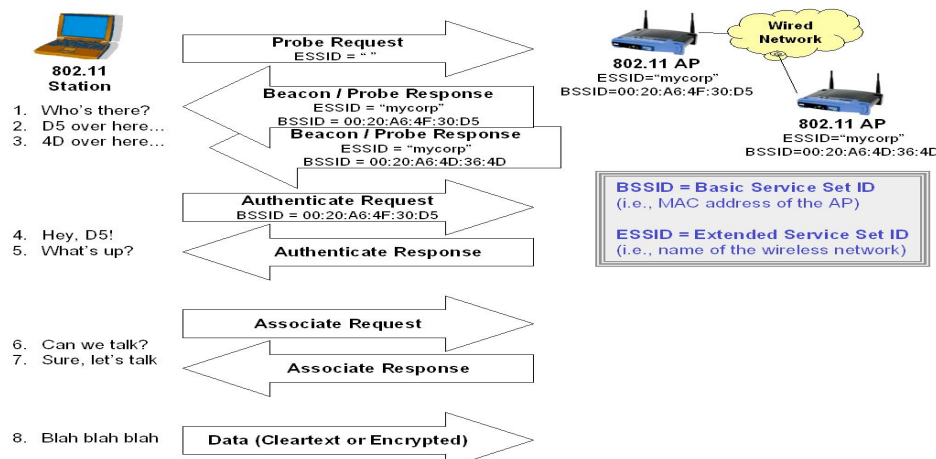 802.11
Station
1. Who's there?
2. D5 over here...
3. 4D over here...
Probe Request
ESSID = “ ”
Beacon / Probe Response
ESSID = “mycorp”
BSSID = 00:20:A6:4F:30:D5
Beacon / Probe Response
ESSID = “mycorp”
BSSID = 00:20:A6:4D:36:4D
802.11 AP
ESSID=“mycorp”
BSSID=00:20:A6:4F:30:D5
Wired
Network
802.11 AP
ESSID=“mycorp”
BSSID=00:20:A6:4D:36:4D
BSSID = Basic Service Set ID
(i.e., MAC address of the AP)
ESSID = Extended Service Set ID
(i.e., name of the wireless network)
4. Hey, D5!
5. What's up?
Authenticate Request
BSSID = 00:20:A6:4F:30:D5
Authenticate Response
6. Can we talk?
7. Sure, let's talk
Associate Request
Associate Response
8. Blah blah blah
Data (Cleartext or Encrypted)